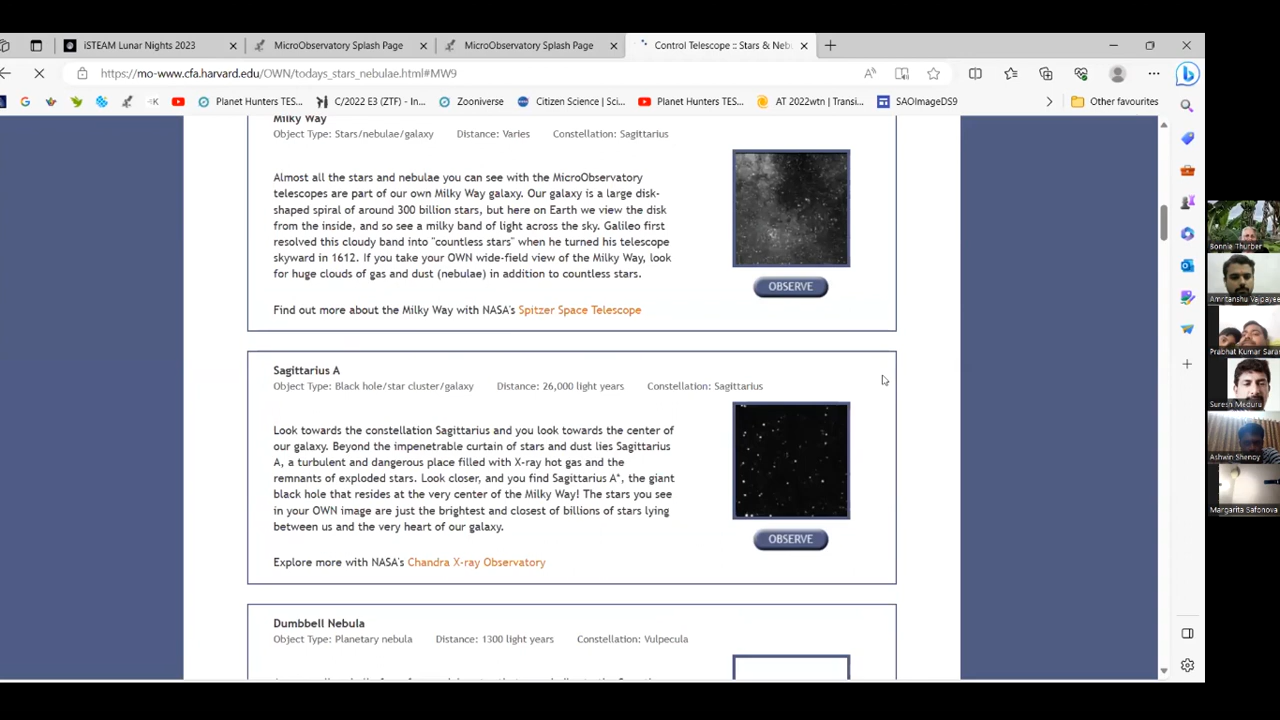 iSTEAM Lunar Nights 2023
MicroObservatory Splash Page
MicroObservatory Splash Page
Control Telescope :: Stars & Neb
https://mo-www.cfa.harvard.edu/OWN/todays_stars_nebulae.html#MW9
Planet Hunters TES...
C/2022 E3 (ZTF) - In...
Zooniverse
Citizen Science | Sci...
Planet Hunters TES...
AT 2022wtn | Transi...
SAOImageDS9
Other favourites
Milky Way
Object Type: Stars/nebulae/galaxy Distance: Varies Constellation: Sagittarius
Almost all the stars and nebulae you can see with the MicroObservatory
telescopes are part of our own Milky Way galaxy. Our galaxy is a large disk-
shaped spiral of around 300 billion stars, but here on Earth we view the disk
from the inside, and so see a milky band of light across the sky. Galileo first
resolved this cloudy band into "countless stars" when he turned his telescope
skyward in 1612. If you take your OWN wide-field view of the Milky Way, look
for huge clouds of gas and dust (nebulae) in addition to countless stars.
OBSERVE
Find out more about the Milky Way with NASA's Spitzer Space Telescope
Sagittarius A
Object Type: Black hole/star cluster/galaxy Distance: 26,000 light years Constellation: Sagittarius
Look towards the constellation Sagittarius and you look towards the center of
our galaxy. Beyond the impenetrable curtain of stars and dust lies Sagittarius
A, a turbulent and dangerous place filled with X-ray hot gas and the
remnants of exploded stars. Look closer, and you find Sagittarius A*, the giant
black hole that resides at the very center of the Milky Way! The stars you see
in your OWN image are just the brightest and closest of billions of stars lying
between us and the very heart of our galaxy.
OBSERVE
Explore more with NASA's Chandra X-ray Observatory
Dumbbell Nebula
Object Type: Planetary nebula Distance: 1300 light years Constellation: Vulpecula
Bonnie Thurber
Amritanshu Vajpayee
Prabhat Kumar Saras
Suresh Meduru
Ashwin Shenoy
Margarita Safonova